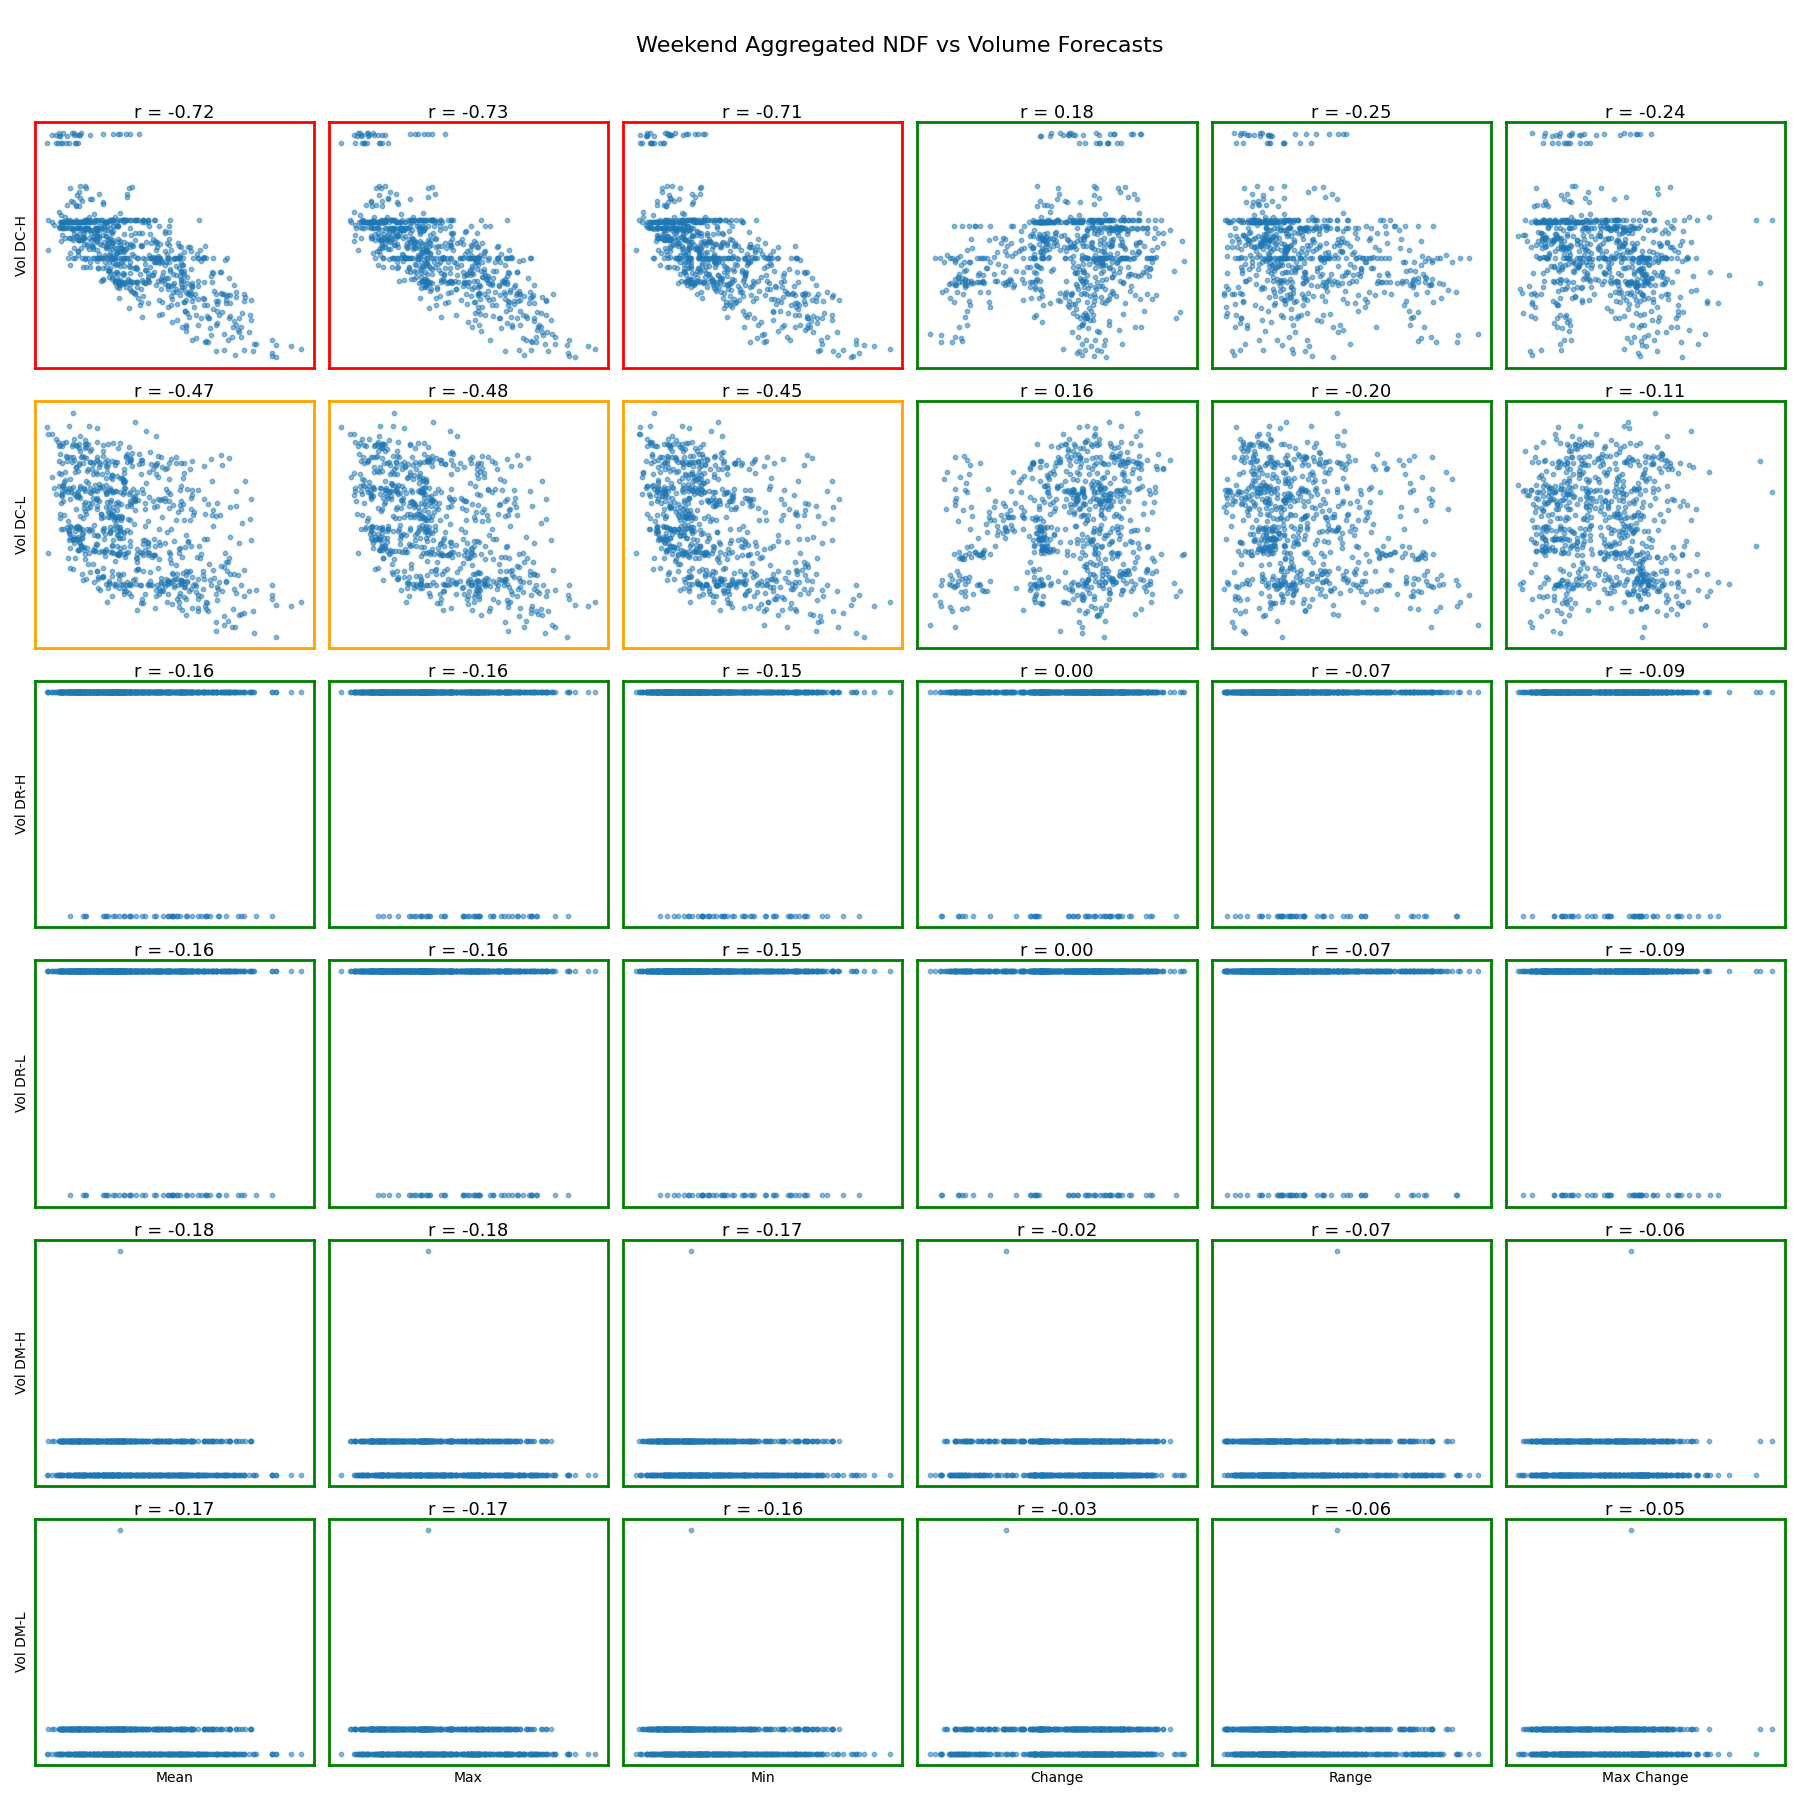 Weekend Aggregated NDF vs Volume Forecasts
r = -0.72 r = -0.73 r = -0.71 r = 0.18 r = -0.25 r = -0.24
Vol DC-H
r = -0.47 r = -0.48 r = -0.45 r = 0.16 r = -0.20 r = -0.11
Vol DC-L
r = -0.16 r = -0.16 r = -0.15 r = 0.00 r = -0.07 r = -0.09
Vol DR-H
r = -0.16 r = -0.16 r = -0.15 r = 0.00 r = -0.07 r = -0.09
Vol DR-L
r = -0.18 r = -0.18 r = -0.17 r = -0.02 r = -0.07 r = -0.06
Vol DM-H
r = -0.17 r = -0.17 r = -0.16 r = -0.03 r = -0.06 r = -0.05
Vol DM-L
Mean Max Min Change Range Max Change